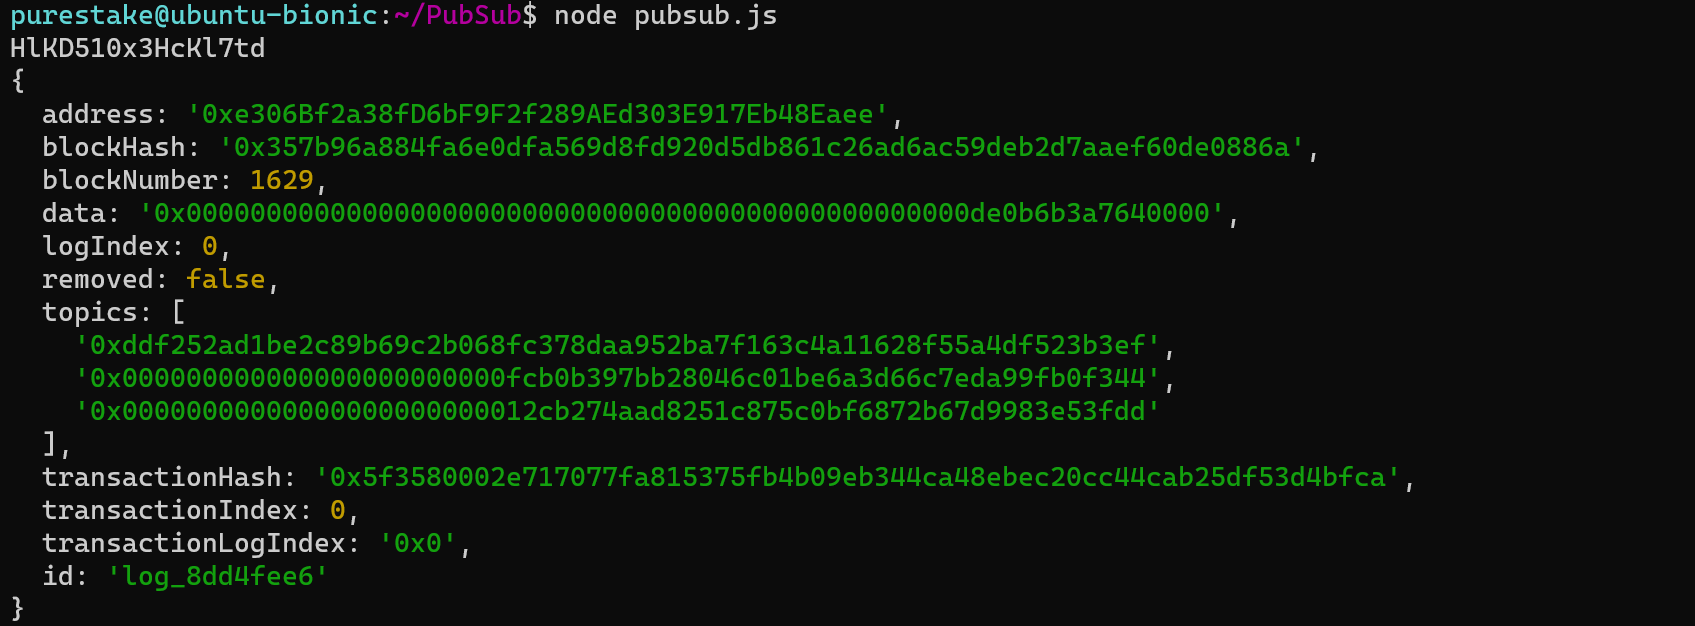 purestake@ubuntu-bionic:~/PubSub$ node pubsub.js
HlKD510x3HcKl7td
{
  address: '0xe306Bf2a38fD6bF9F2f289AEd303E917Eb48Eaee',
  blockHash: '0x357b96a884fa6e0dfa569d8fd920d5db861c26ad6ac59deb2d7aaef60de0886a',
  blockNumber: 1629,
  data: '0x0000000000000000000000000000000000000000000000000de0b6b3a7640000',
  logIndex: 0,
  removed: false,
  topics: [
    '0xddf252ad1be2c89b69c2b068fc378daa952ba7f163c4a11628f55a4df523b3ef',
    '0x000000000000000000000000fcb0b397bb28046c01be6a3d66c7eda99fb0f344',
    '0x00000000000000000000000012cb274aad8251c875c0bf6872b67d9983e53fdd'
  ],
  transactionHash: '0x5f3580002e717077fa815375fb4b09eb344ca48ebec20cc44cab25df53d4bfca',
  transactionIndex: 0,
  transactionLogIndex: '0x0',
  id: 'log_8dd4fee6'
}